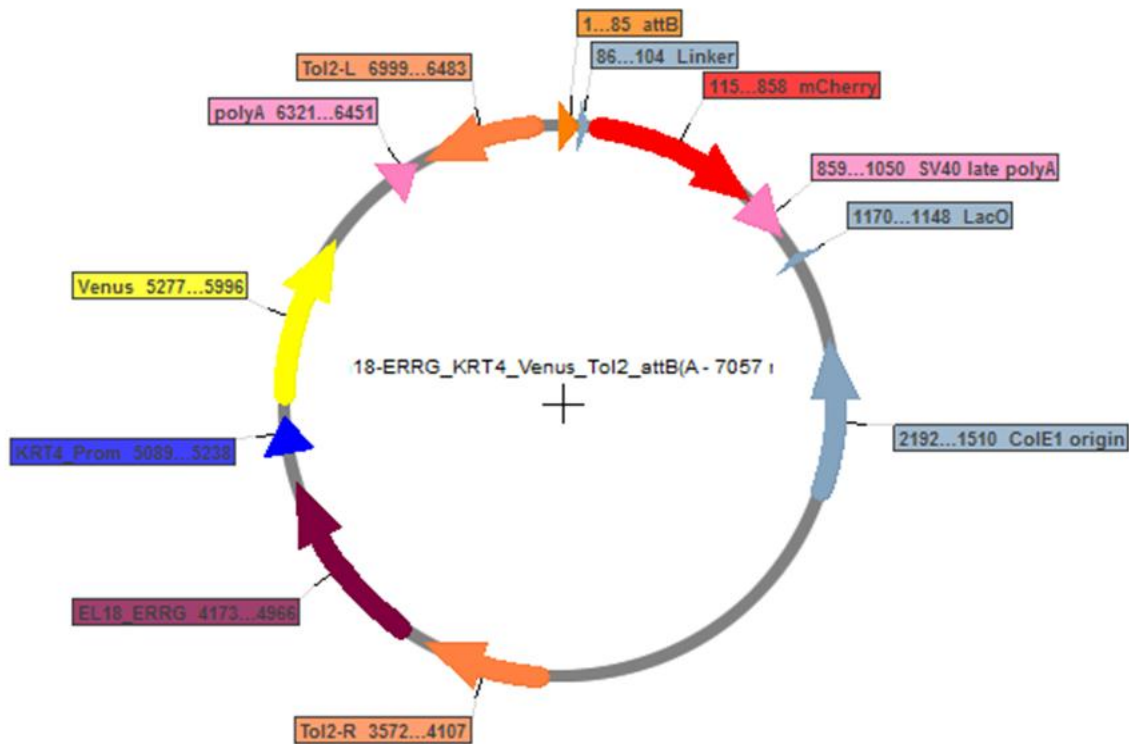 1...85 attB
86...104 Linker
Tol2-L 6999...6483
115...858 mCherry
polyA 6321...6451
859...1050 SV40 late polyA
1170...1148 LacO
Venus 5277...5996
18-ERRG_KRT4_Venus_Tol2_attB(A - 7057
2192...1510 ColE1 origin
KRT4_Prom 5089...5238
EL18_ERRG 4173...4966
Tol2-R 3572...4107